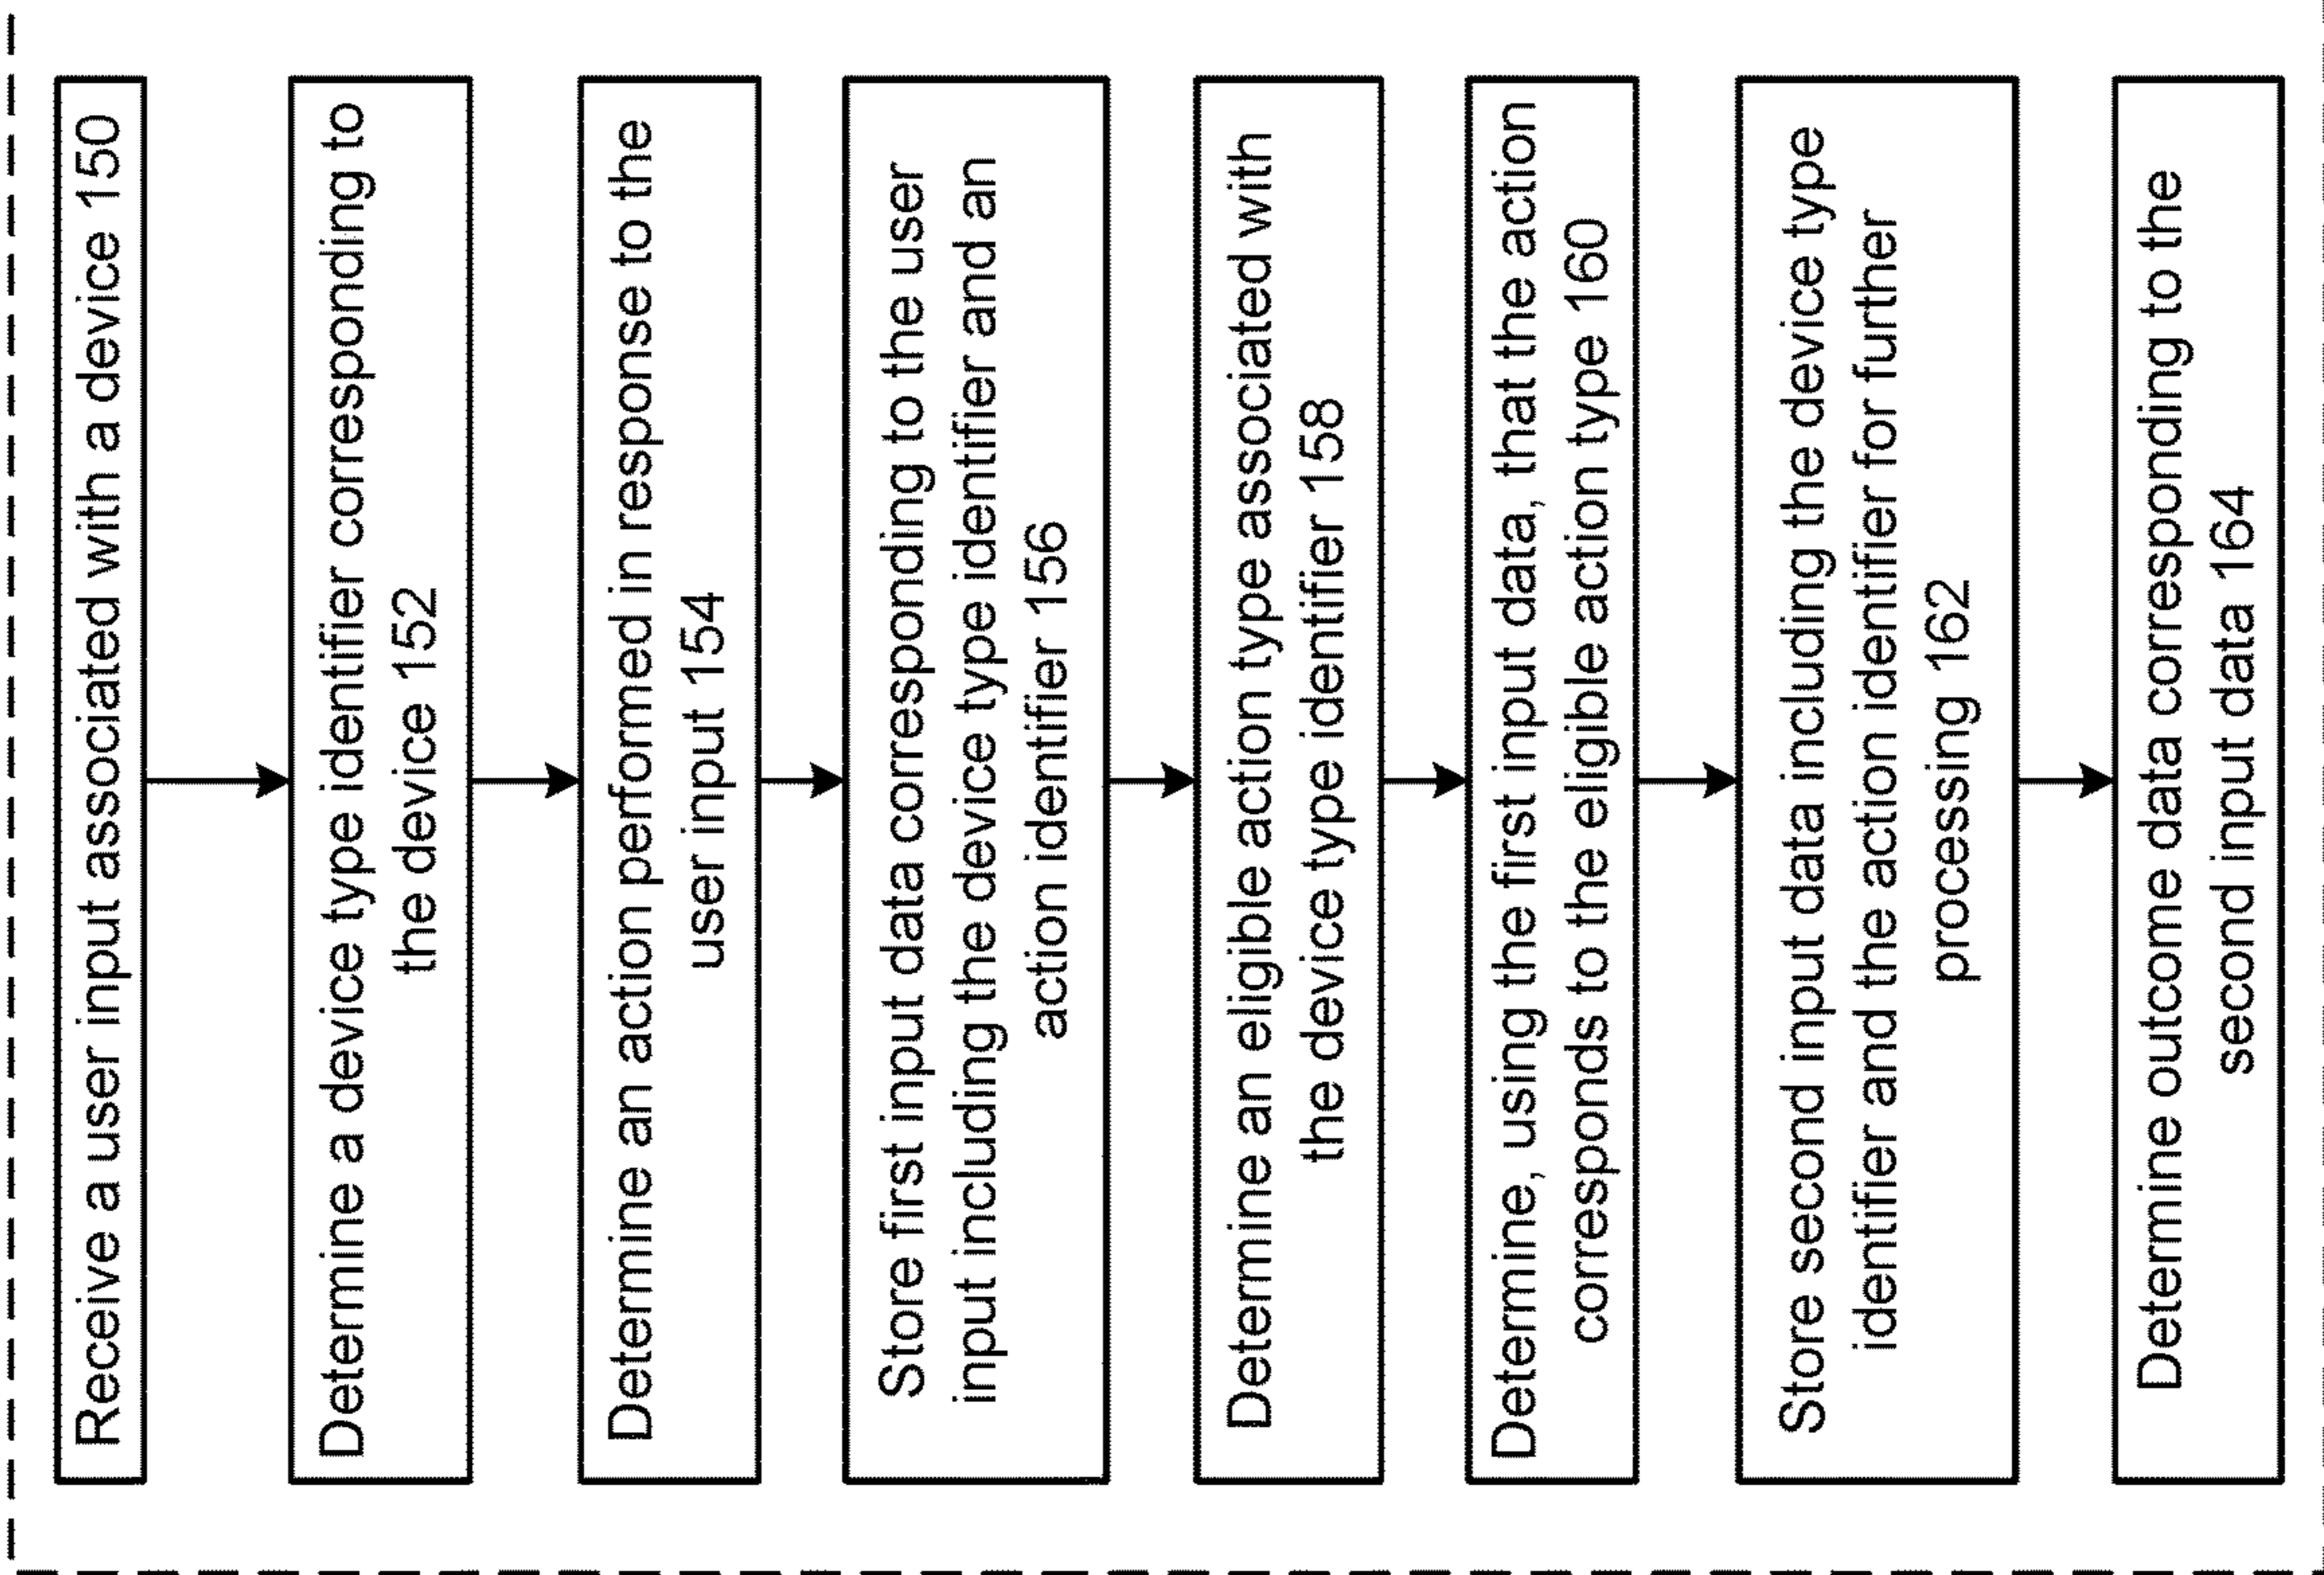 Receive a user input associated with a device 150
Determine a device type identifier corresponding to
the device 152
Determine an action performed in response to the
user input 154
Store first input data corresponding to the user
input including the device type identifier and an
action identifier 156
Determine an eligible action type associated with
the device type identifier 158
Determine, using the first input data, that the action
corresponds to the eligible action type 160
Store second input data including the device type
identifier and the action identifier for further
processing 162
Determine outcome data corresponding to the
second input data 164